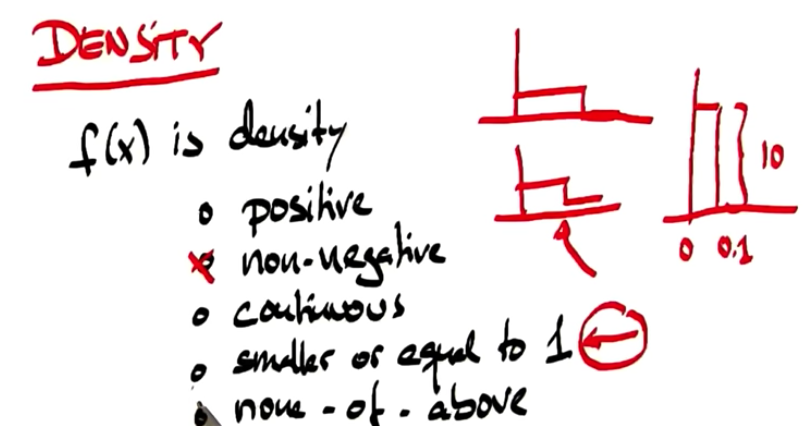 DENSITY
f(x) is density
positive
non-negative
continuous
smaller or equal to 1
none-of-above
10
0 0.1